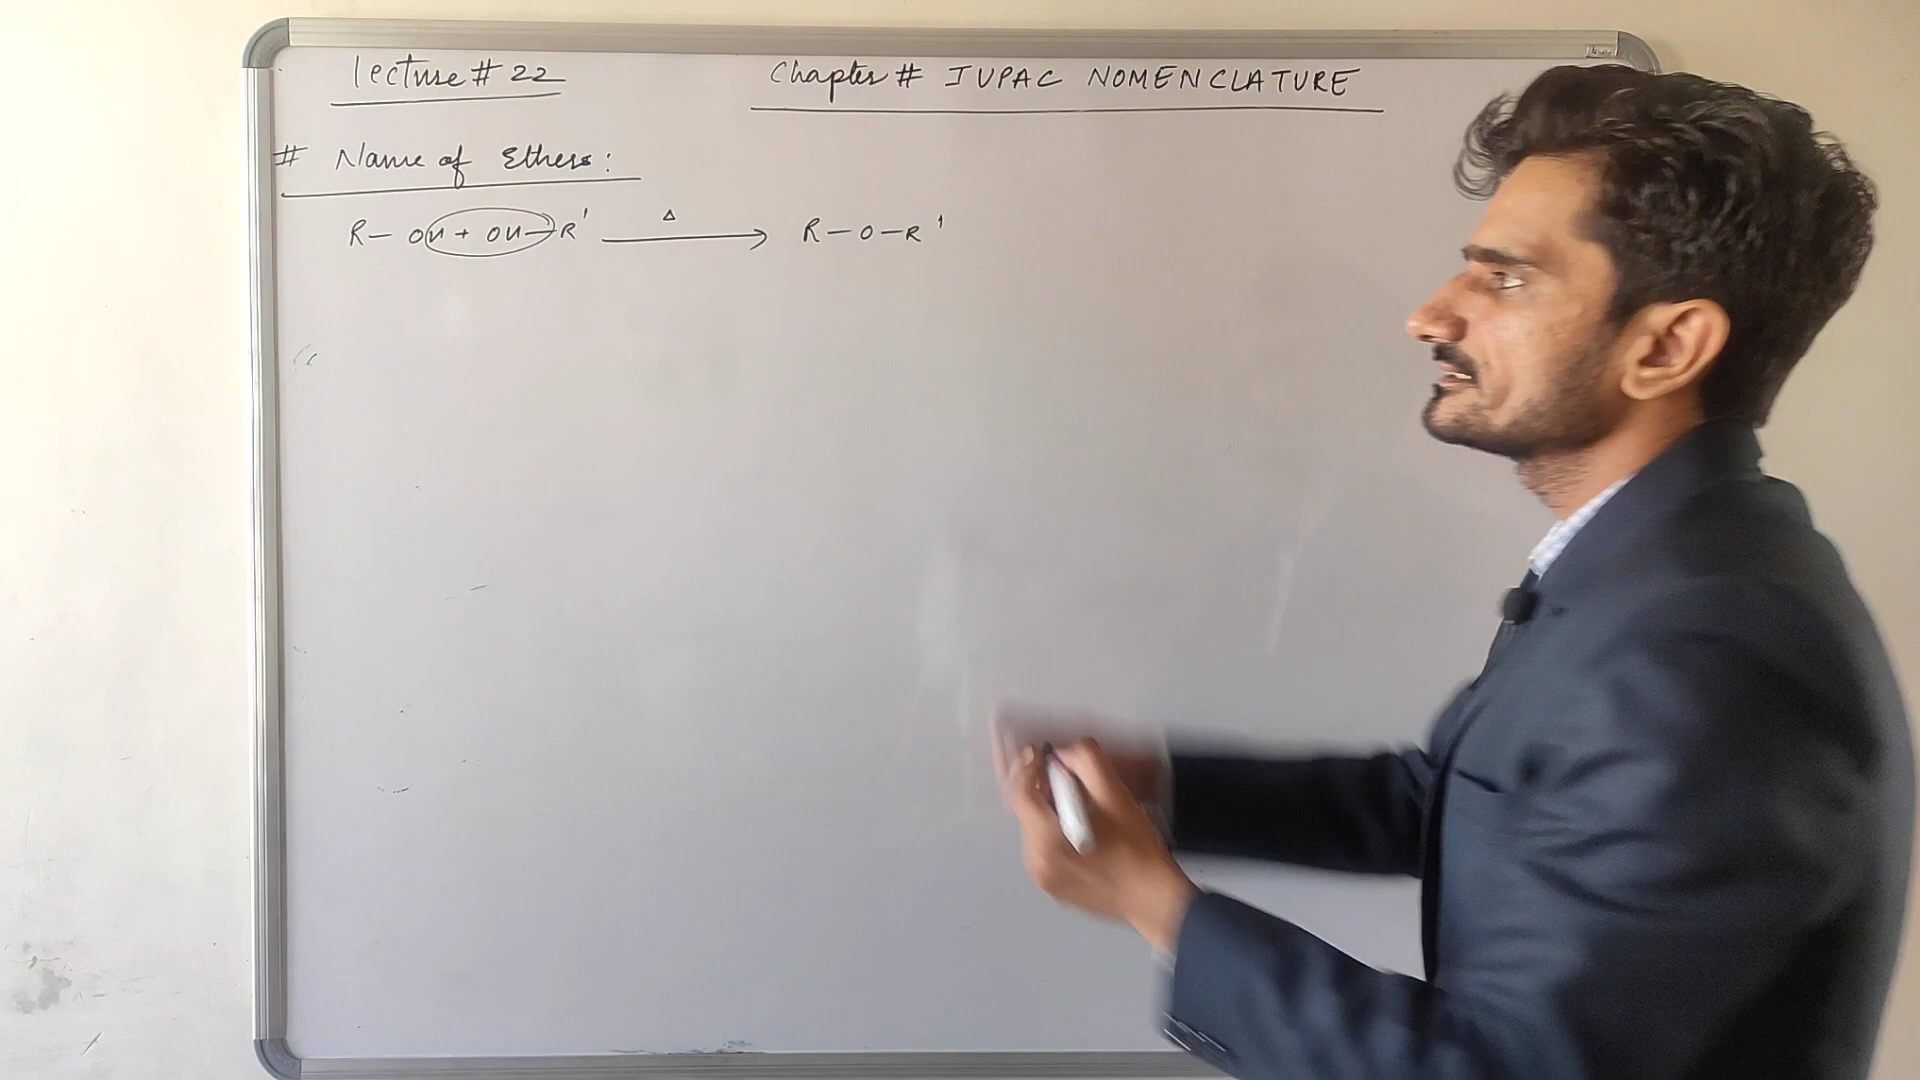 Lecture # 22
Chapter # IUPAC NOMENCLATURE
# Name of Ethers:
R- OH + OH-R' Δ → R-O-R'